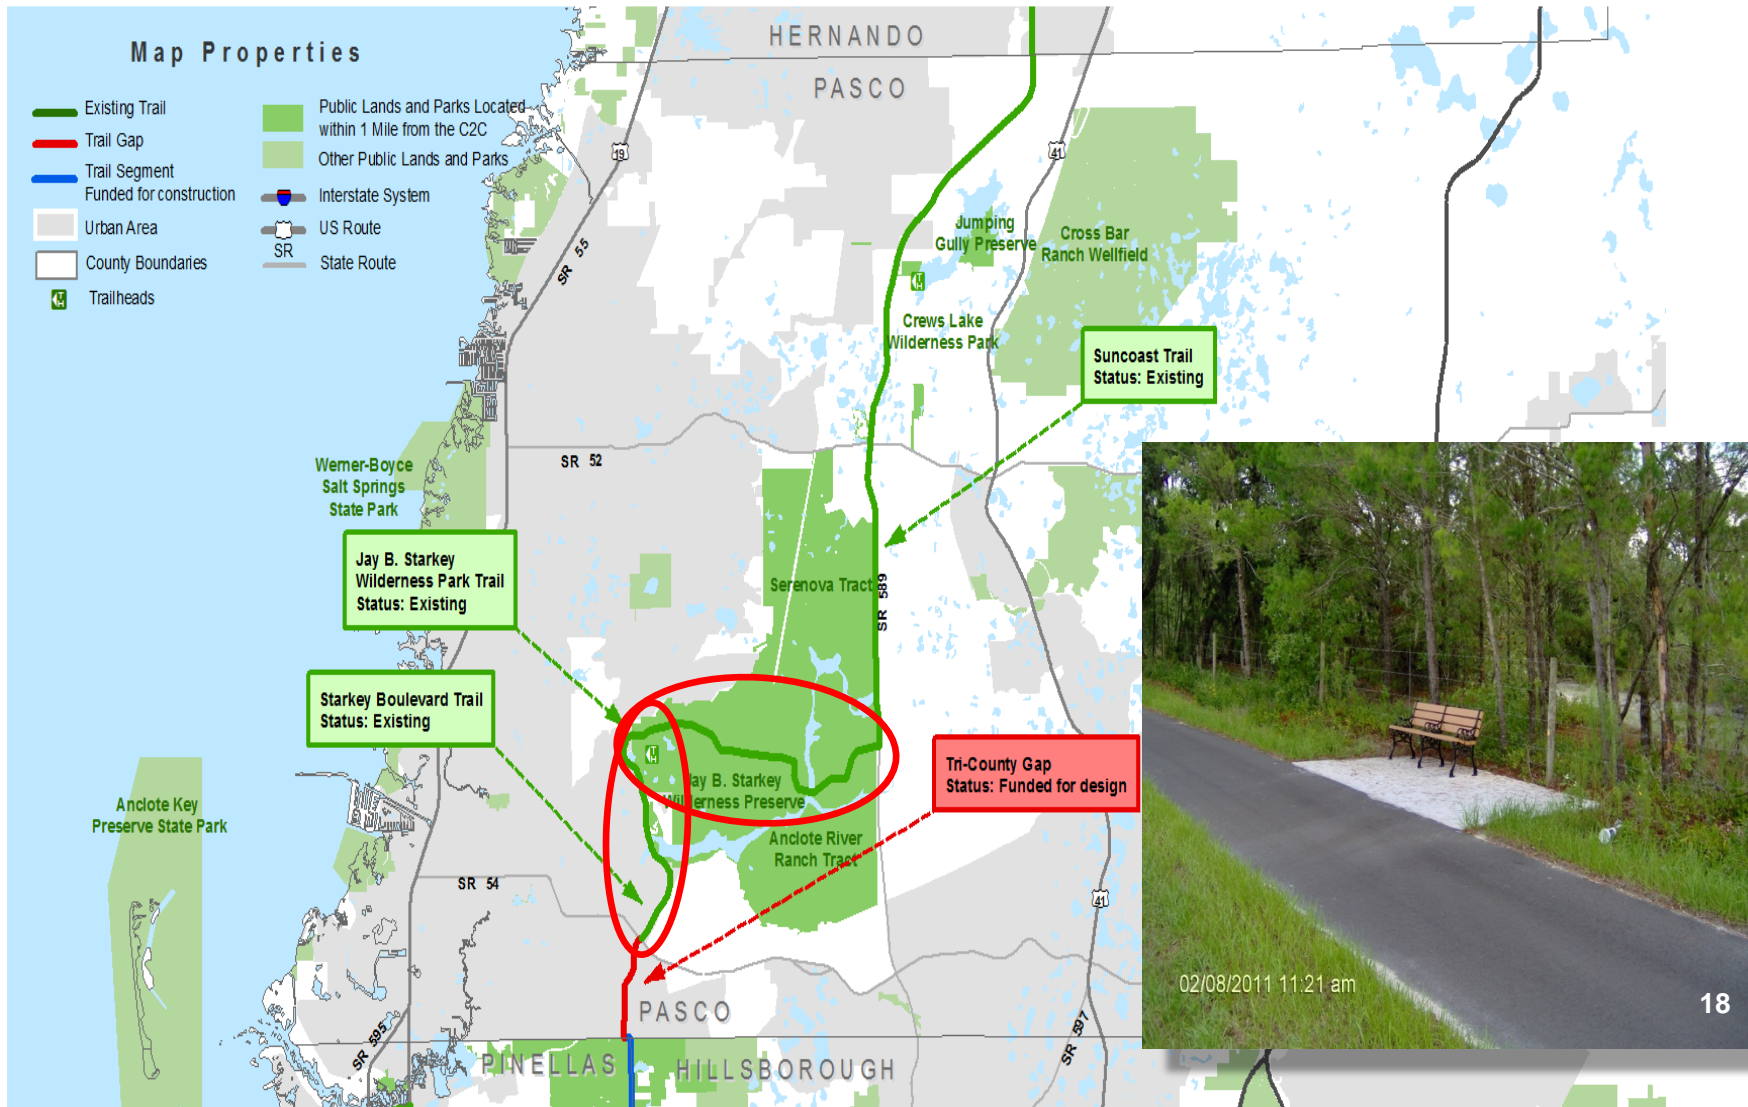 Map Properties
Existing Trail
Trail Gap
Trail Segment
Funded for construction
Urban Area
County Boundaries
Trailheads
Public Lands and Parks Located
within 1 Mile from the C2C
Other Public Lands and Parks
Interstate System
US Route
SR
State Route
TH
HERNANDO
PASCO
19
41
SR 55
Jumping
Gully Preserve
Cross Bar
Ranch Wellfield
TH
Crews Lake
Wilderness Park
Suncoast Trail
Status: Existing
SR 52
Werner-Boyce
Salt Springs
State Park
Jay B. Starkey
Wilderness Park Trail
Status: Existing
Serenova Tract
SR 589
Starkey Boulevard Trail
Status: Existing
TH
Jay B. Starkey
Wilderness Preserve
Tri-County Gap
Status: Funded for design
Anclote Key
Preserve State Park
Anclote River
Ranch Tract
SR 54
41
02/08/2011 11:21 am
18
PASCO
SR 595
SR 597
PINELLAS
HILLSBOROUGH